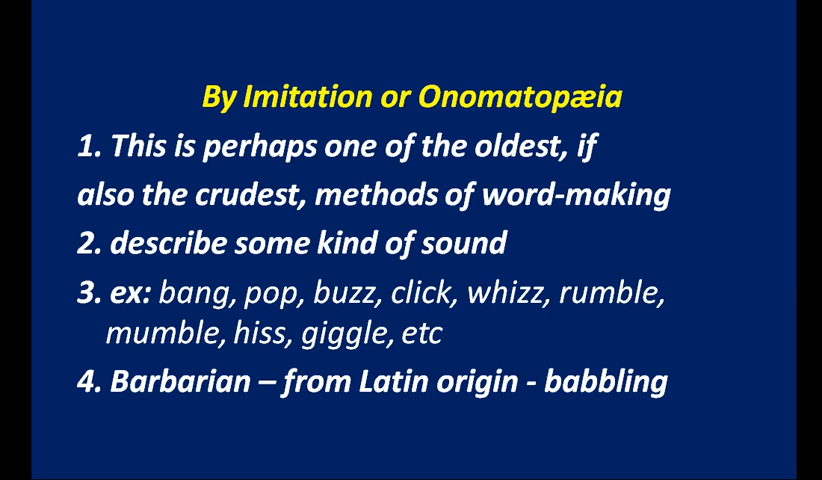 By Imitation or Onomatopæia
1. This is perhaps one of the oldest, if
also the crudest, methods of word-making
2. describe some kind of sound
3. ex: bang, pop, buzz, click, whizz, rumble,
mumble, hiss, giggle, etc
4. Barbarian – from Latin origin - babbling